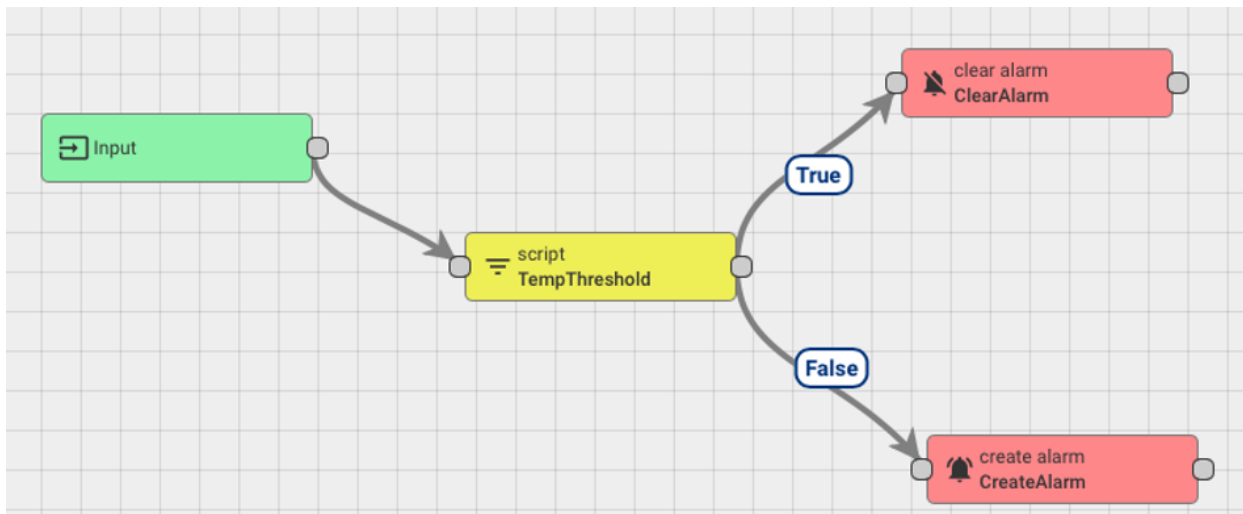 Input
script
TempThreshold
True
clear alarm
ClearAlarm
False
create alarm
CreateAlarm